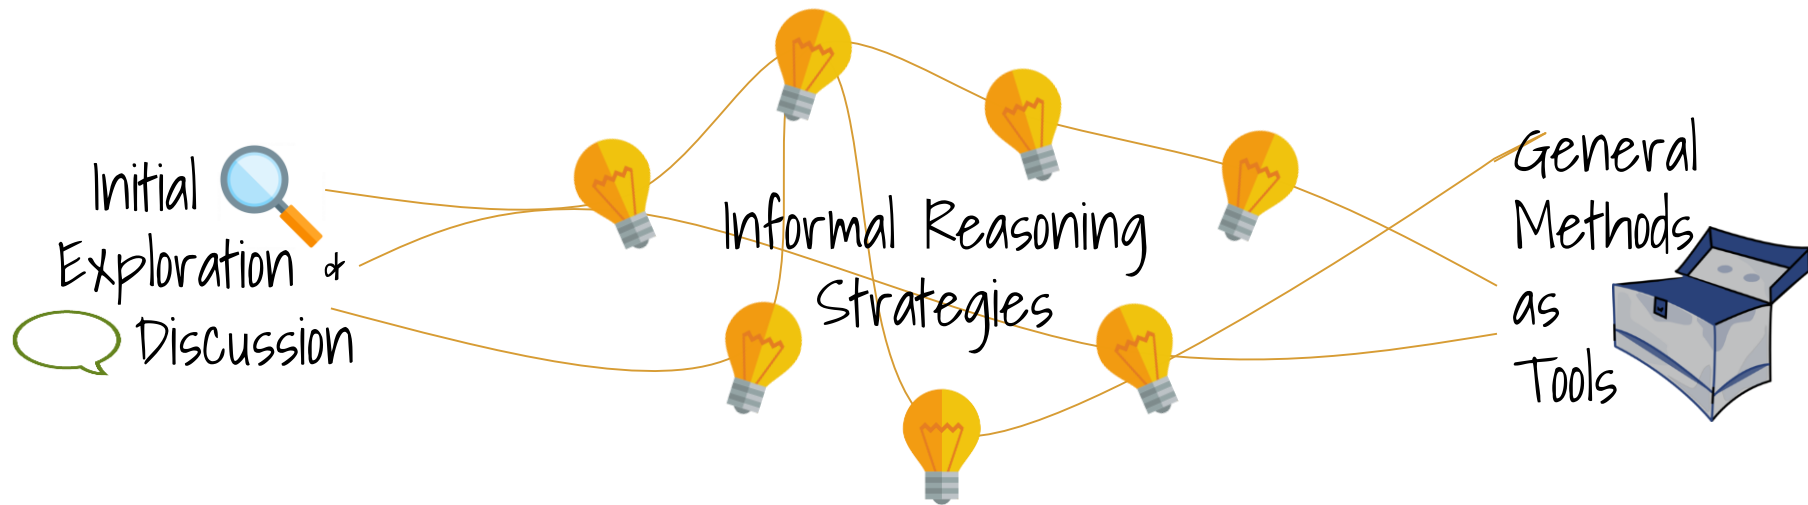 Initial
Exploration &
Discussion
Informal Reasoning
Strategies
General
Methods
as
Tools